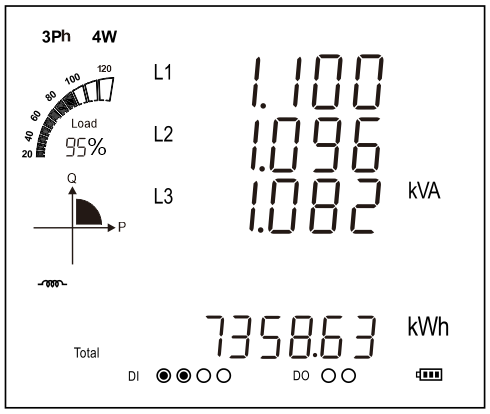 3Ph 4W
20 40 60 80 100 120
Load
95%
L1 1.100
L2 1.096
L3 1.082 kVA
Q
P
7358.63 kWh
Total
DI DO